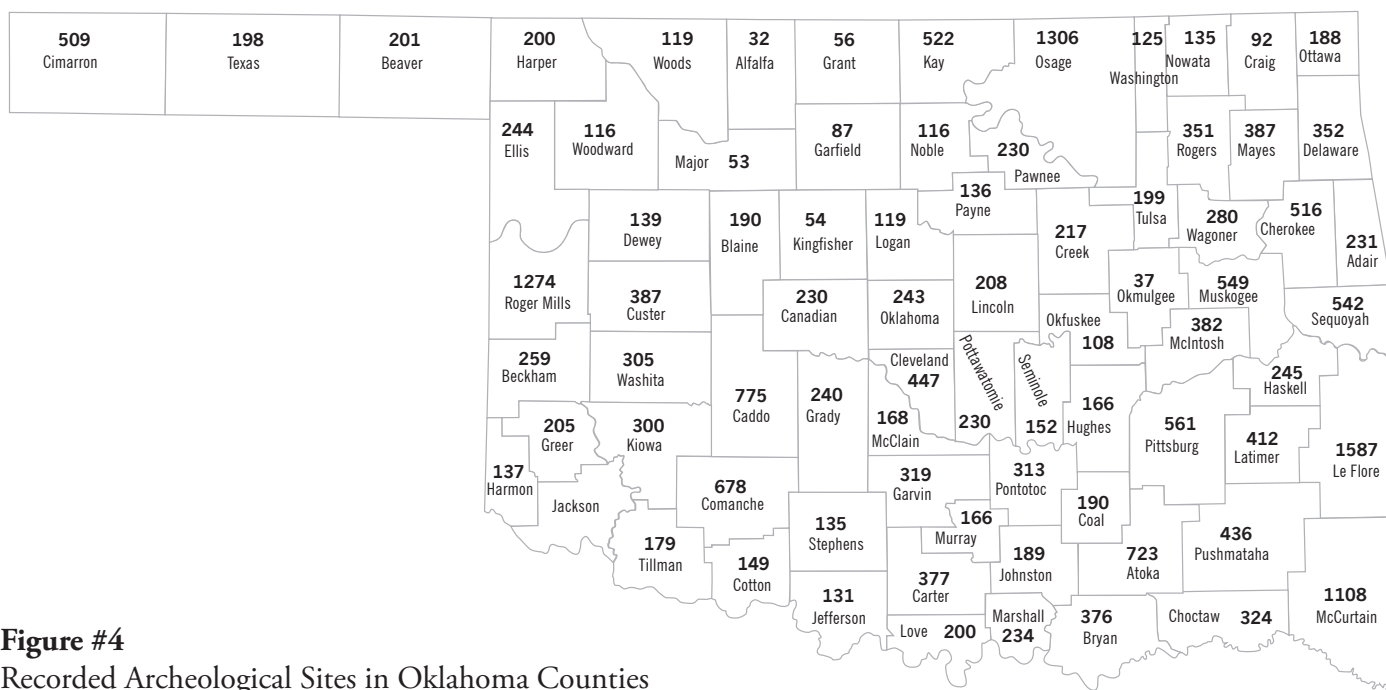 509
Cimarron
198
Texas
201
Beaver
200
Harper
119
Woods
32
Alfalfa
56
Grant
522
Kay
1306
Osage
125
Washington
135
Nowata
92
Craig
188
Ottawa
244
Ellis
116
Woodward
Major 53
87
Garfield
116
Noble
230
Pawnee
351
Rogers
387
Mayes
352
Delaware
139
Dewey
190
Blaine
54
Kingfisher
119
Logan
136
Payne
217
Creek
199
Tulsa
280
Wagoner
516
Cherokee
231
Adair
1274
Roger Mills
387
Custer
230
Canadian
243
Oklahoma
208
Lincoln
Okfuskee
108
37
Okmulgee
549
Muskogee
382
McIntosh
542
Sequoyah
259
Beckham
305
Washita
775
Caddo
240
Grady
Cleveland
447
168
McClain
Pottawatomie
230
Seminole
152
166
Hughes
561
Pittsburg
245
Haskell
412
Latimer
1587
Le Flore
205
Greer
300
Kiowa
137
Harmon
Jackson
678
Comanche
319
Garvin
313
Pontotoc
190
Coal
179
Tillman
149
Cotton
135
Stephens
166
Murray
189
Johnston
723
Atoka
436
Pushmataha
131
Jefferson
377
Carter
Love 200
Marshall
234
376
Bryan
Choctaw 324
1108
McCurtain
Figure #4
Recorded Archeological Sites in Oklahoma Counties